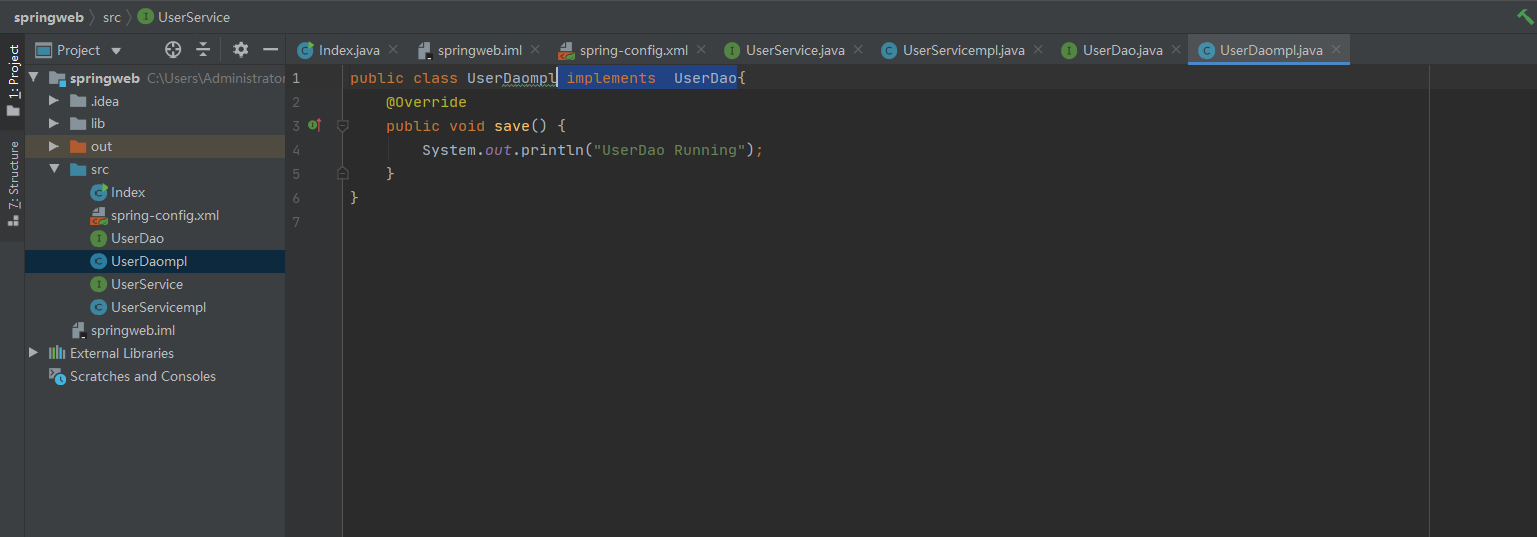 springweb src UserService
1: Project
7: Structure
Project
springweb C:\Users\Administrator
.idea
lib
out
src
Index
spring-config.xml
UserDao
UserDaompl
UserService
UserServicempl
springweb.iml
External Libraries
Scratches and Consoles
Index.java springweb.iml spring-config.xml UserService.java UserServicempl.java UserDao.java UserDaompl.java
1 public class UserDaompl implements  UserDao{
2     @Override
3     public void save() {
4         System.out.println("UserDao Running");
5     }
6 }
7